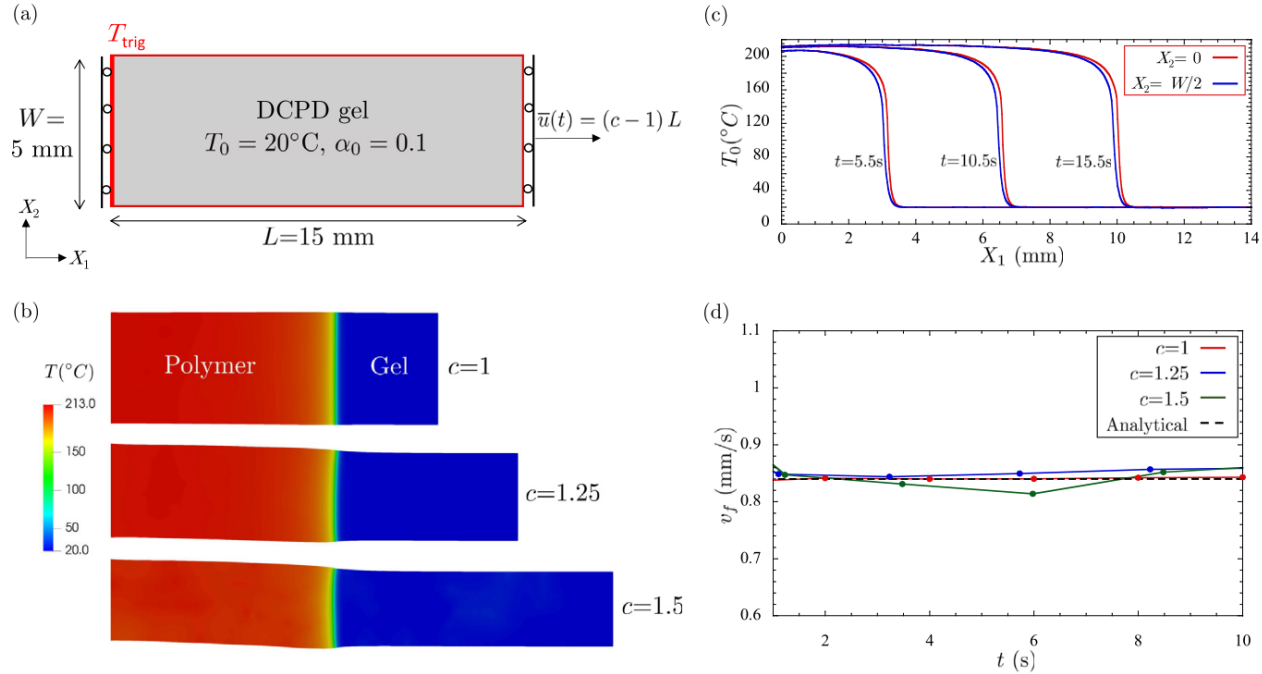 (a)
T_trig
W=
5 mm
DCPD gel
T_0 = 20°C, α_0 = 0.1
u̅(t) = (c − 1) L
X_2
X_1
L=15 mm
(b)
T(°C)
213.0
150
100
50
20.0
Polymer
Gel
c=1
c=1.25
c=1.5
(c)
T_0(°C)
200
160
120
80
40
0
X_2= 0
X_2= W/2
t=5.5s
t=10.5s
t=15.5s
0 2 4 6 8 10 12 14
X_1 (mm)
(d)
v_f (mm/s)
1.1
1
0.9
0.8
0.7
0.6
c=1
c=1.25
c=1.5
Analytical
2 4 6 8 10
t (s)